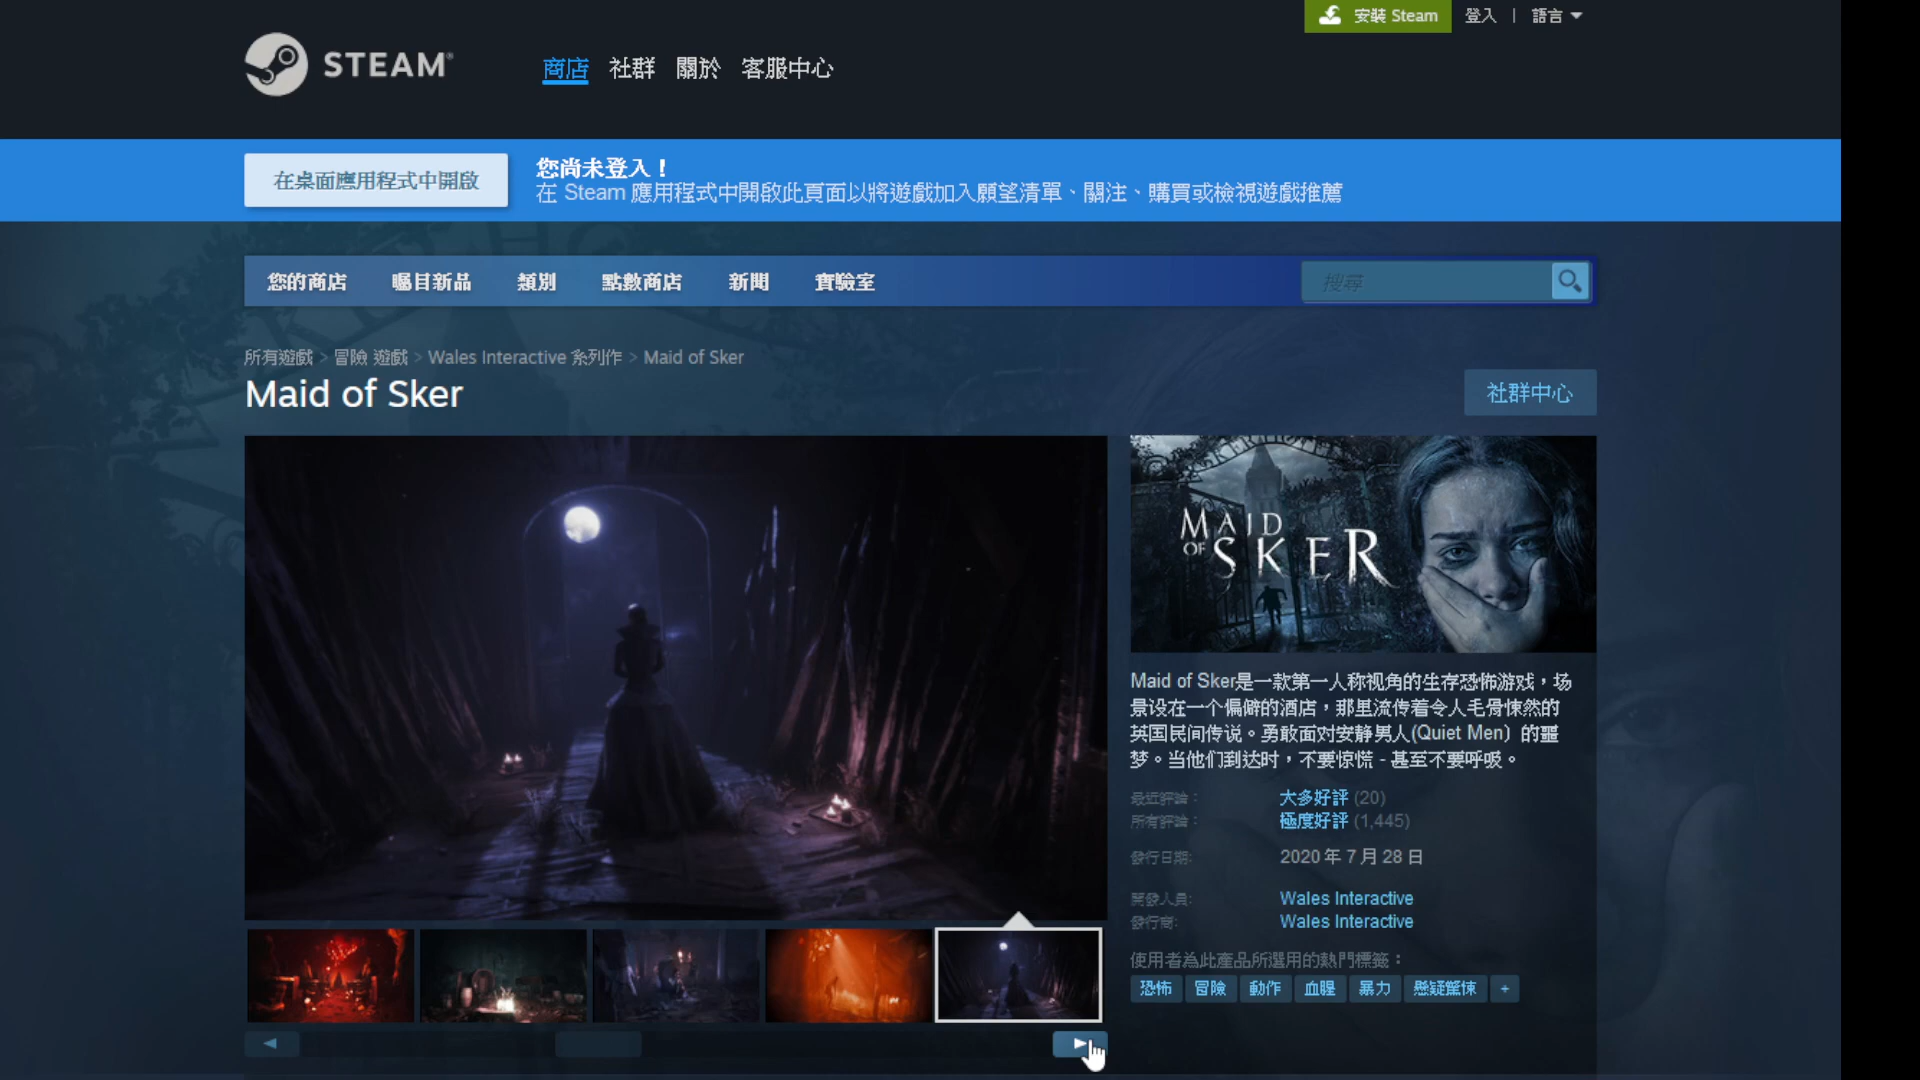 安裝 Steam
登入 | 語言
STEAM®
商店 社群 關於 客服中心
在桌面應用程式中開啟
您尚未登入！
在 Steam 應用程式中開啟此頁面以將遊戲加入願望清單、關注、購買或檢視遊戲推薦
您的商店 矚目新品 類別 點數商店 新聞 實驗室
搜尋
所有遊戲 > 冒險 遊戲 > Wales Interactive 系列作 > Maid of Sker
Maid of Sker
社群中心
MAID OF SKER
Maid of Sker是一款第一人称视角的生存恐怖游戏，场
景设在一个偏僻的酒店，那里流传着令人毛骨悚然的
英国民间传说。勇敢面对安静男人(Quiet Men）的噩
梦。当他们到达时，不要惊慌 - 甚至不要呼吸。
最近評論： 大多好評 (20)
所有評論： 極度好評 (1,445)
發行日期: 2020 年 7 月 28 日
開發人員: Wales Interactive
發行商: Wales Interactive
使用者為此產品所選用的熱門標籤：
恐怖 冒險 動作 血腥 暴力 懸疑驚悚 +